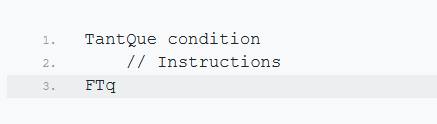 1. TantQue condition
2. // Instructions
3. FTq